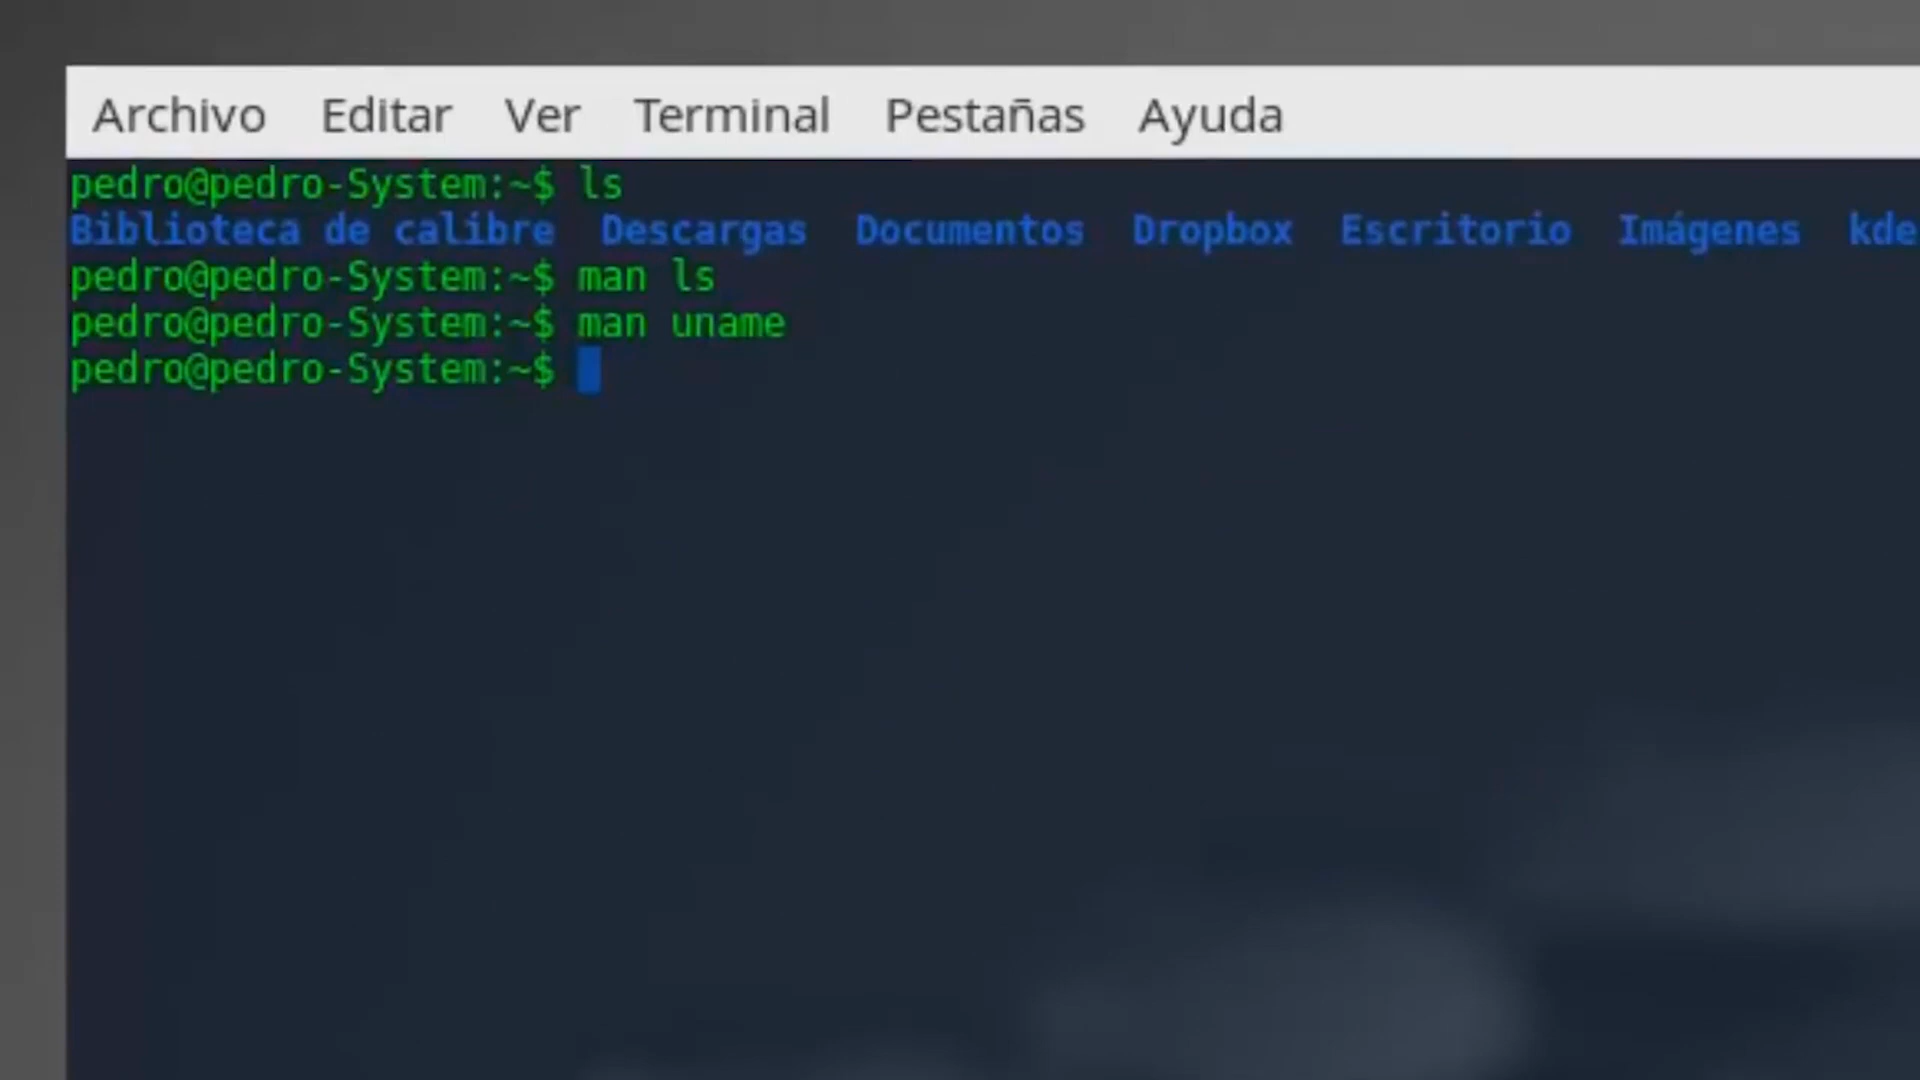 Archivo Editar Ver Terminal Pestañas Ayuda
pedro@pedro-System:~$ ls
Biblioteca de calibre Descargas Documentos Dropbox Escritorio Imágenes kde
pedro@pedro-System:~$ man ls
pedro@pedro-System:~$ man uname
pedro@pedro-System:~$